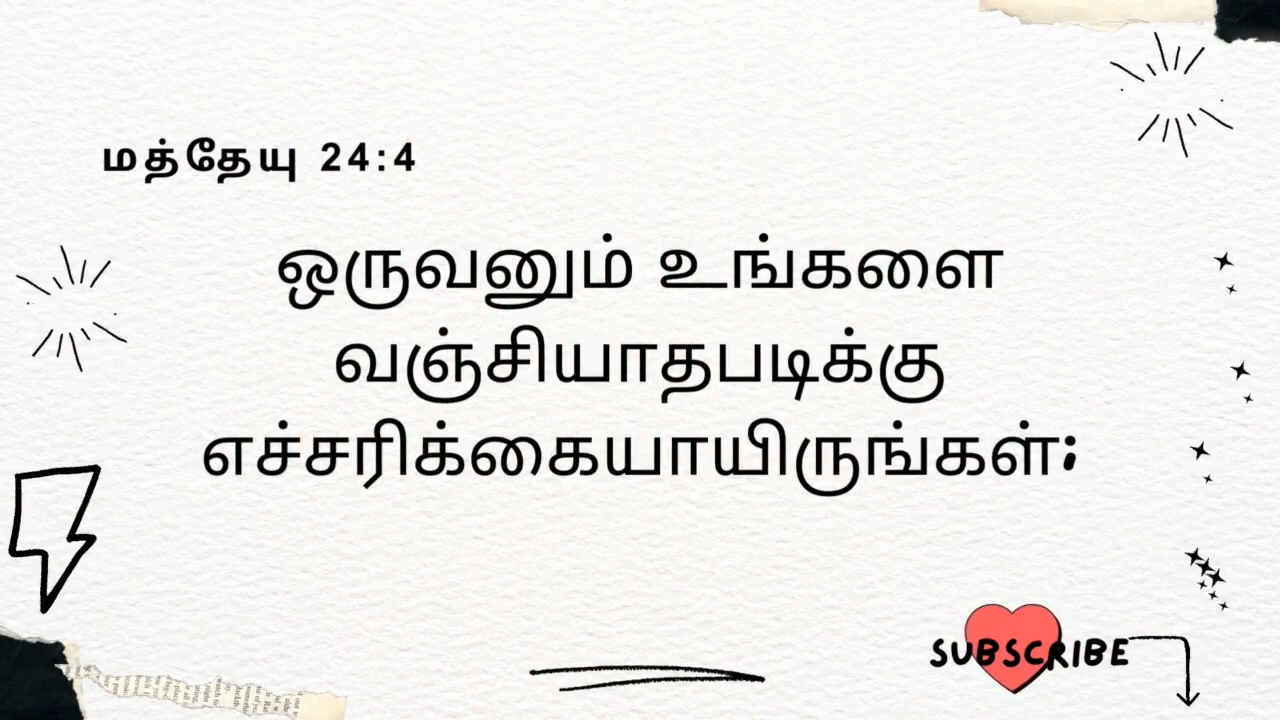 மத்தேயு 24:4
ஒருவனும் உங்களை
வஞ்சியாதபடிக்கு
எச்சரிக்கையாயிருங்கள்;
SUBSCRIBE